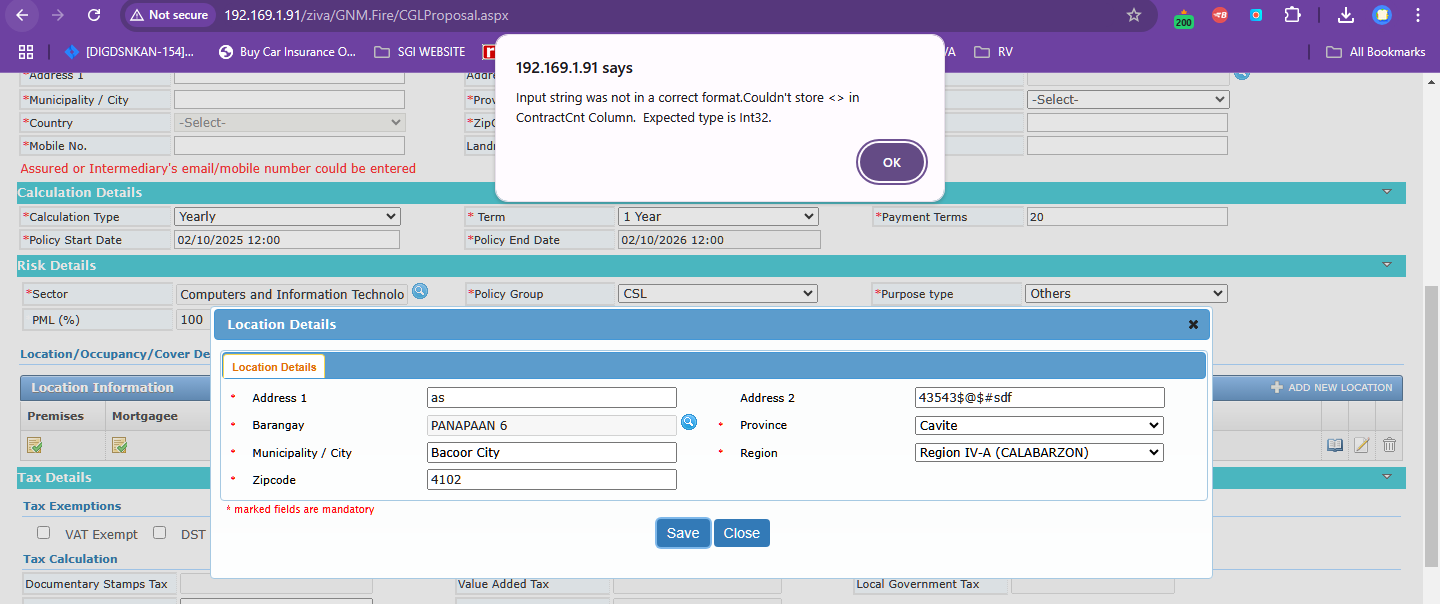 Not secure 192.169.1.91/ziva/GNM.Fire/CGLProposal.aspx
200
[DIGDSNKAN-154]... Buy Car Insurance O... SGI WEBSITE RV All Bookmarks
192.169.1.91 says
Input string was not in a correct format.Couldn't store <> in
ContractCnt Column. Expected type is Int32.
OK
*Address 1
*Municipality / City -Select-
*Country -Select-
*Mobile No.
Assured or Intermediary's email/mobile number could be entered
Calculation Details
*Calculation Type Yearly * Term 1 Year *Payment Terms 20
*Policy Start Date 02/10/2025 12:00 *Policy End Date 02/10/2026 12:00
Risk Details
*Sector Computers and Information Technolo *Policy Group CSL *Purpose type Others
PML (%) 100
Location Details
Location/Occupancy/Cover De
Location Details
Location Information ADD NEW LOCATION
Premises Mortgagee
* Address 1 as Address 2 43543$@$#sdf
* Barangay PANAPAAN 6 * Province Cavite
* Municipality / City Bacoor City * Region Region IV-A (CALABARZON)
* Zipcode 4102
* marked fields are mandatory
Save Close
Tax Details
Tax Exemptions
VAT Exempt DST
Tax Calculation
Documentary Stamps Tax Value Added Tax Local Government Tax